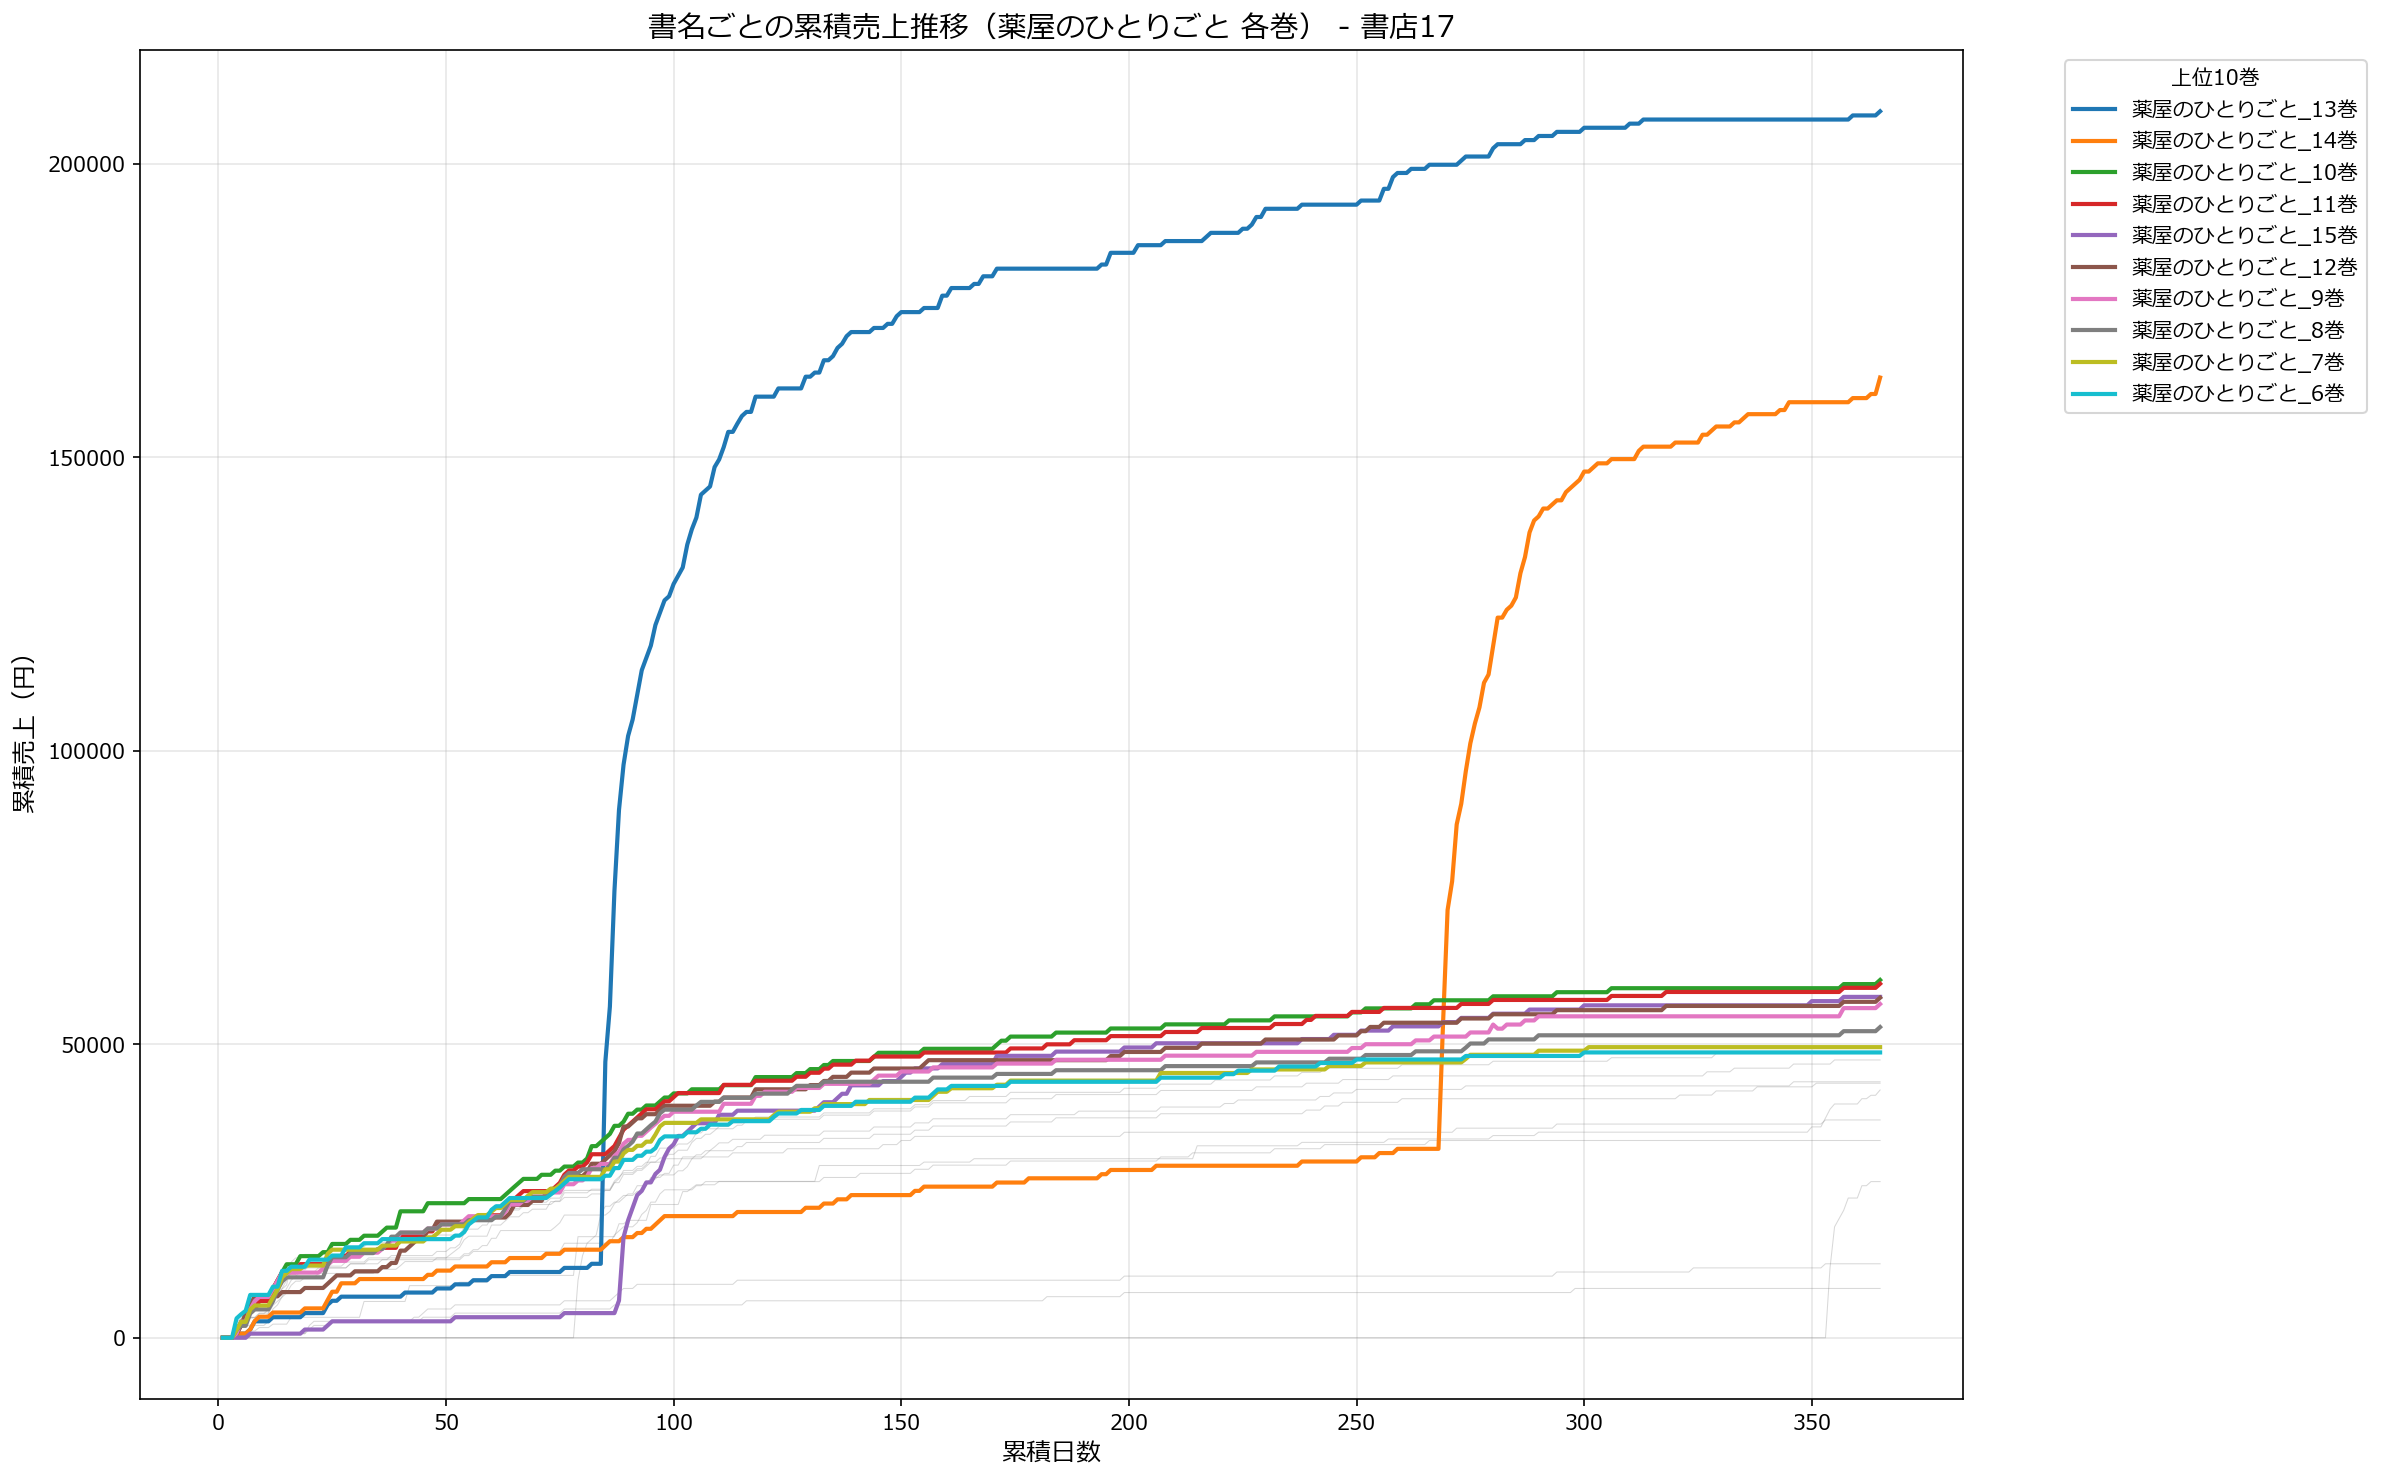 書名ごとの累積売上推移（薬屋のひとりごと 各巻） - 書店17
累積売上（円）
200000
150000
100000
50000
0
0 50 100 150 200 250 300 350
累積日数
上位10巻
薬屋のひとりごと_13巻
薬屋のひとりごと_14巻
薬屋のひとりごと_10巻
薬屋のひとりごと_11巻
薬屋のひとりごと_15巻
薬屋のひとりごと_12巻
薬屋のひとりごと_9巻
薬屋のひとりごと_8巻
薬屋のひとりごと_7巻
薬屋のひとりごと_6巻